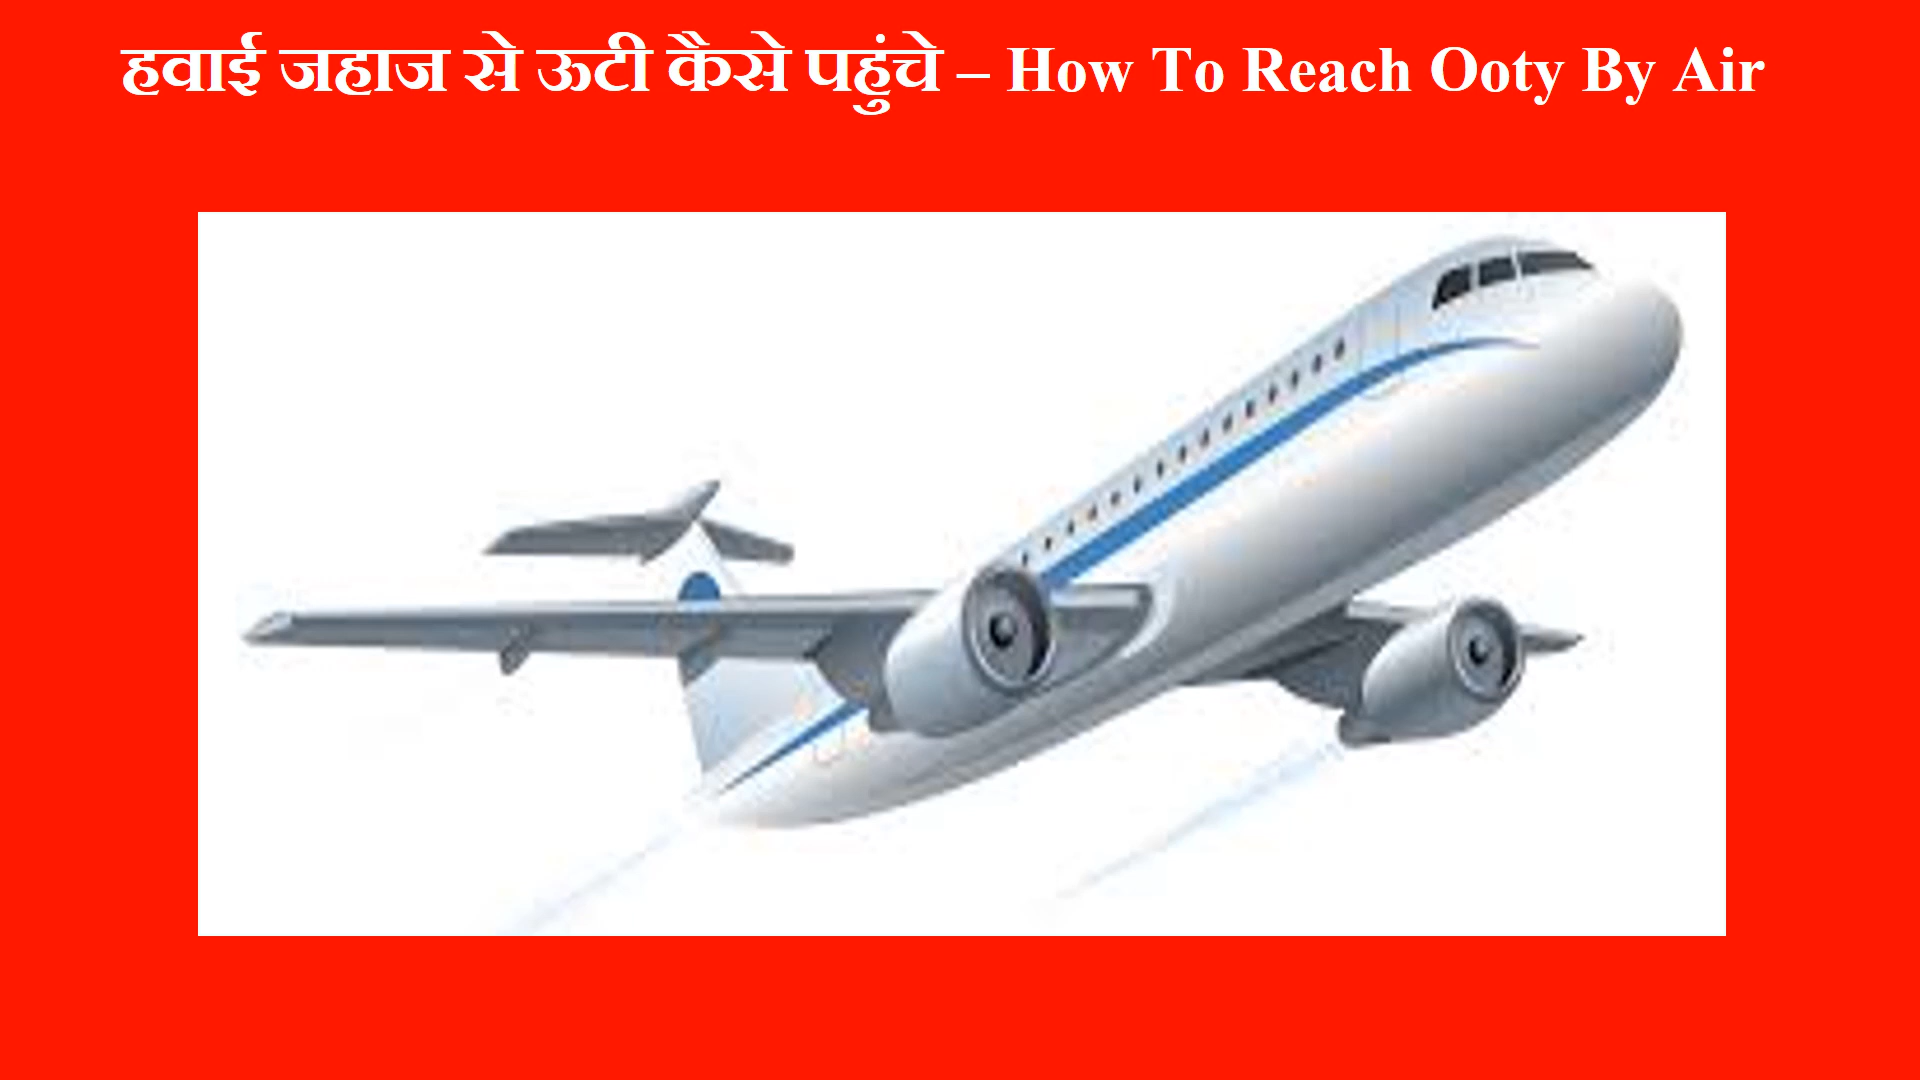 हवाई जहाज से ऊटी कैसे पहुंचे – How To Reach Ooty By Air